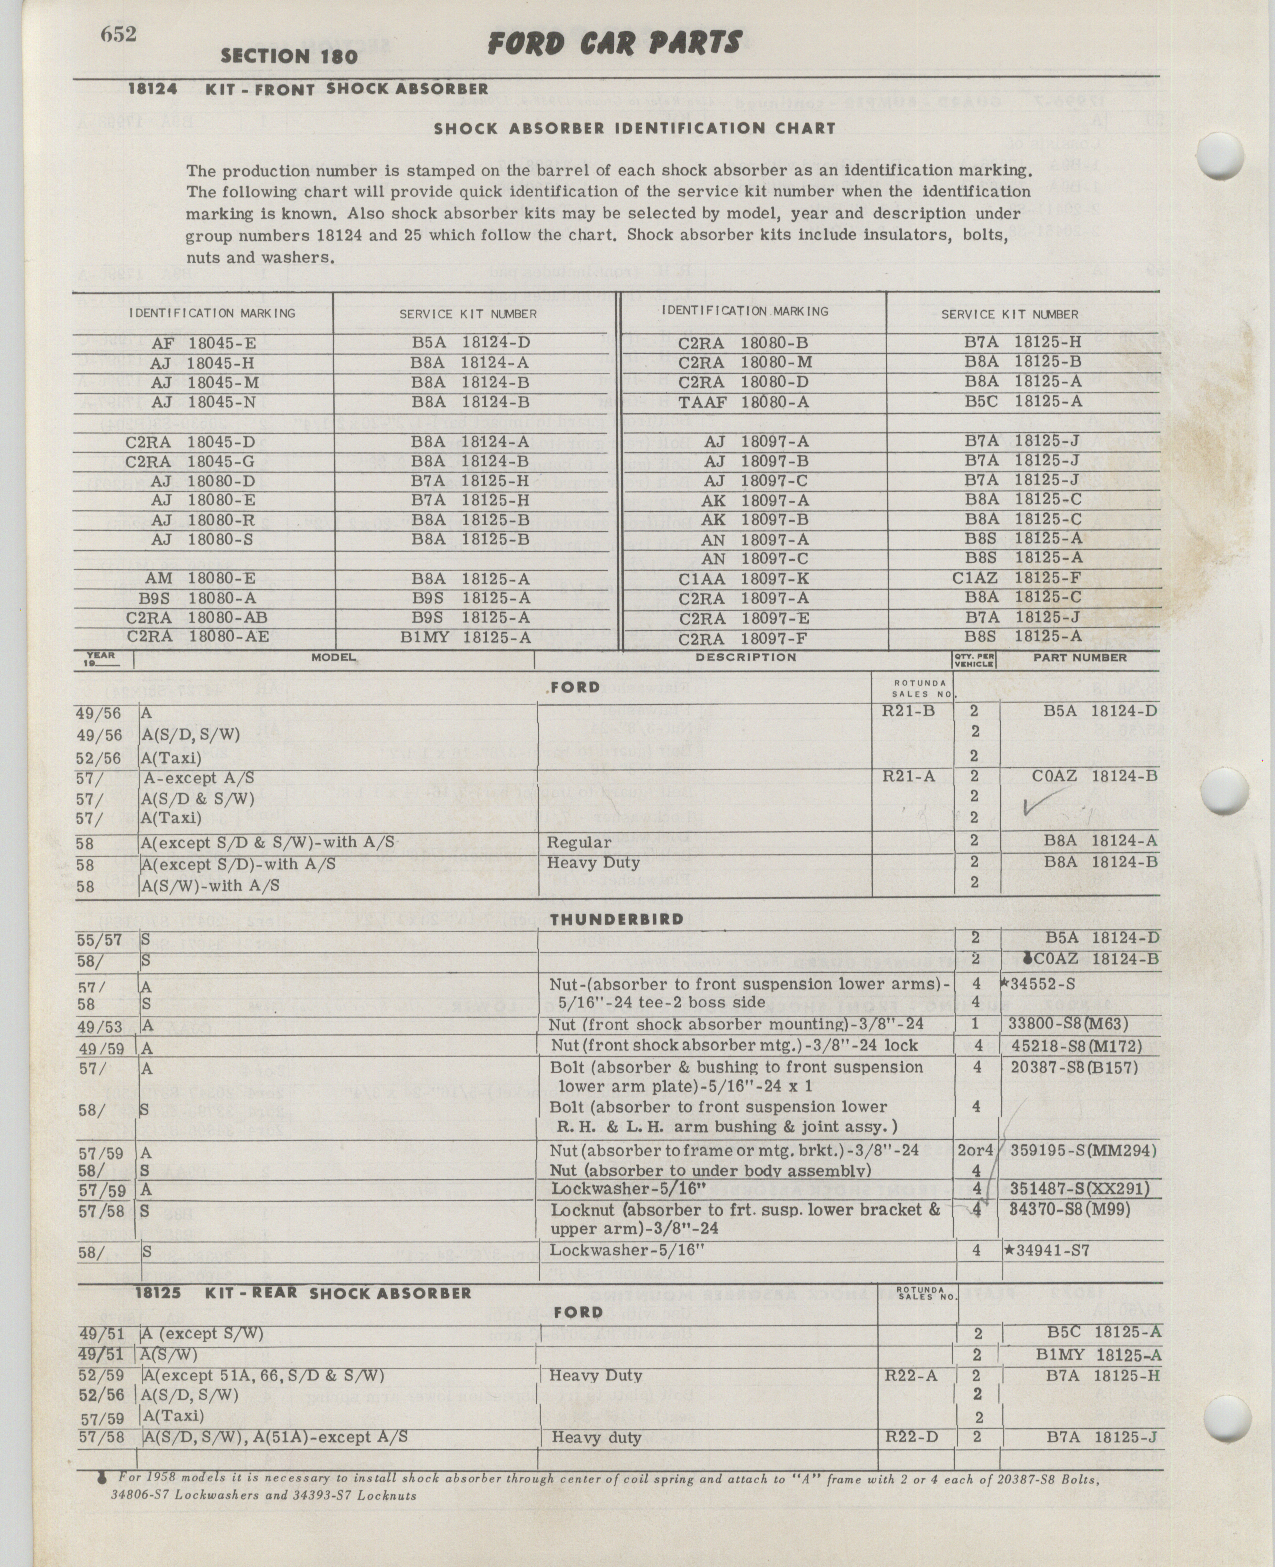 652
SECTION 180
FORD CAR PARTS
18124 KIT - FRONT SHOCK ABSORBER
SHOCK ABSORBER IDENTIFICATION CHART
The production number is stamped on the barrel of each shock absorber as an identification marking.
The following chart will provide quick identification of the service kit number when the identification
marking is known. Also shock absorber kits may be selected by model, year and description under
group numbers 18124 and 25 which follow the chart. Shock absorber kits include insulators, bolts,
nuts and washers.
IDENTIFICATION MARKING SERVICE KIT NUMBER IDENTIFICATION MARKING SERVICE KIT NUMBER
AF 18045-E B5A 18124-D C2RA 18080-B B7A 18125-H
AJ 18045-H B8A 18124-A C2RA 18080-M B8A 18125-B
AJ 18045-M B8A 18124-B C2RA 18080-D B8A 18125-A
AJ 18045-N B8A 18124-B TAAF 18080-A B5C 18125-A
C2RA 18045-D B8A 18124-A AJ 18097-A B7A 18125-J
C2RA 18045-G B8A 18124-B AJ 18097-B B7A 18125-J
AJ 18080-D B7A 18125-H AJ 18097-C B7A 18125-J
AJ 18080-E B7A 18125-H AK 18097-A B8A 18125-C
AJ 18080-R B8A 18125-B AK 18097-B B8A 18125-C
AJ 18080-S B8A 18125-B AN 18097-A B8S 18125-A
AN 18097-C B8S 18125-A
AM 18080-E B8A 18125-A C1AA 18097-K C1AZ 18125-F
B9S 18080-A B9S 18125-A C2RA 18097-A B8A 18125-C
C2RA 18080-AB B9S 18125-A C2RA 18097-E B7A 18125-J
C2RA 18080-AE B1MY 18125-A C2RA 18097-F B8S 18125-A
YEAR 19__ MODEL DESCRIPTION QTY. PER VEHICLE PART NUMBER
FORD ROTUNDA SALES NO.
49/56 A R21-B 2 B5A 18124-D
49/56 A(S/D, S/W) 2
52/56 A(Taxi) 2
57/ A-except A/S R21-A 2 C0AZ 18124-B
57/ A(S/D & S/W) 2
57/ A(Taxi) 2
58 A(except S/D & S/W)-with A/S Regular 2 B8A 18124-A
58 A(except S/D)-with A/S Heavy Duty 2 B8A 18124-B
58 A(S/W)-with A/S 2
THUNDERBIRD
55/57 S 2 B5A 18124-D
58/ S 2 C0AZ 18124-B
57/ A Nut-(absorber to front suspension lower arms)- 4 ★34552-S
58 S 5/16"-24 tee-2 boss side 4
49/53 A Nut (front shock absorber mounting)-3/8"-24 1 33800-S8(M63)
49/59 A Nut (front shock absorber mtg.)-3/8"-24 lock 4 45218-S8(M172)
57/ A Bolt (absorber & bushing to front suspension 4 20387-S8(B157)
lower arm plate)-5/16"-24 x 1
58/ S Bolt (absorber to front suspension lower 4
R. H. & L. H. arm bushing & joint assy. )
57/59 A Nut (absorber to frame or mtg. brkt.)-3/8"-24 2or4 359195-S(MM294)
58/ S Nut (absorber to under body assembly) 4
57/59 A Lockwasher-5/16" 4 351487-S(XX291)
57/58 S Locknut (absorber to frt. susp. lower bracket & 4 34370-S8(M99)
upper arm)-3/8"-24
58/ S Lockwasher-5/16" 4 ★34941-S7
18125 KIT - REAR SHOCK ABSORBER ROTUNDA SALES NO.
FORD
49/51 A (except S/W) 2 B5C 18125-A
49/51 A(S/W) 2 B1MY 18125-A
52/59 A(except 51A, 66, S/D & S/W) Heavy Duty R22-A 2 B7A 18125-H
52/56 A(S/D, S/W) 2
57/59 A(Taxi) 2
57/58 A(S/D, S/W), A(51A)-except A/S Heavy duty R22-D 2 B7A 18125-J
For 1958 models it is necessary to install shock absorber through center of coil spring and attach to "A" frame with 2 or 4 each of 20387-S8 Bolts,
34806-S7 Lockwashers and 34393-S7 Locknuts